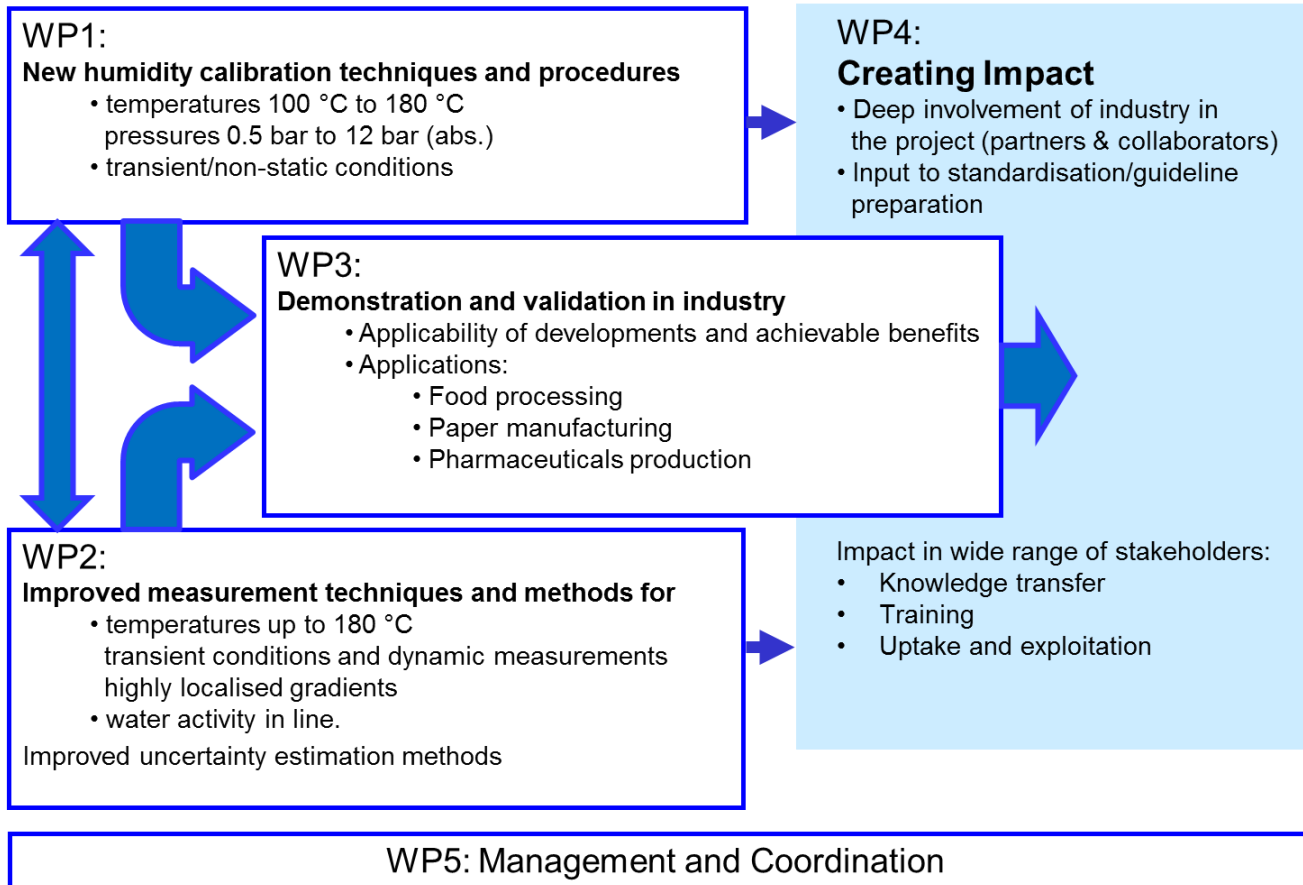 WP1:
New humidity calibration techniques and procedures
• temperatures 100 °C to 180 °C
pressures 0.5 bar to 12 bar (abs.)
• transient/non-static conditions
WP4:
Creating Impact
• Deep involvement of industry in
the project (partners & collaborators)
• Input to standardisation/guideline
preparation
WP3:
Demonstration and validation in industry
• Applicability of developments and achievable benefits
• Applications:
• Food processing
• Paper manufacturing
• Pharmaceuticals production
WP2:
Improved measurement techniques and methods for
• temperatures up to 180 °C
transient conditions and dynamic measurements
highly localised gradients
• water activity in line.
Improved uncertainty estimation methods
Impact in wide range of stakeholders:
• Knowledge transfer
• Training
• Uptake and exploitation
WP5: Management and Coordination